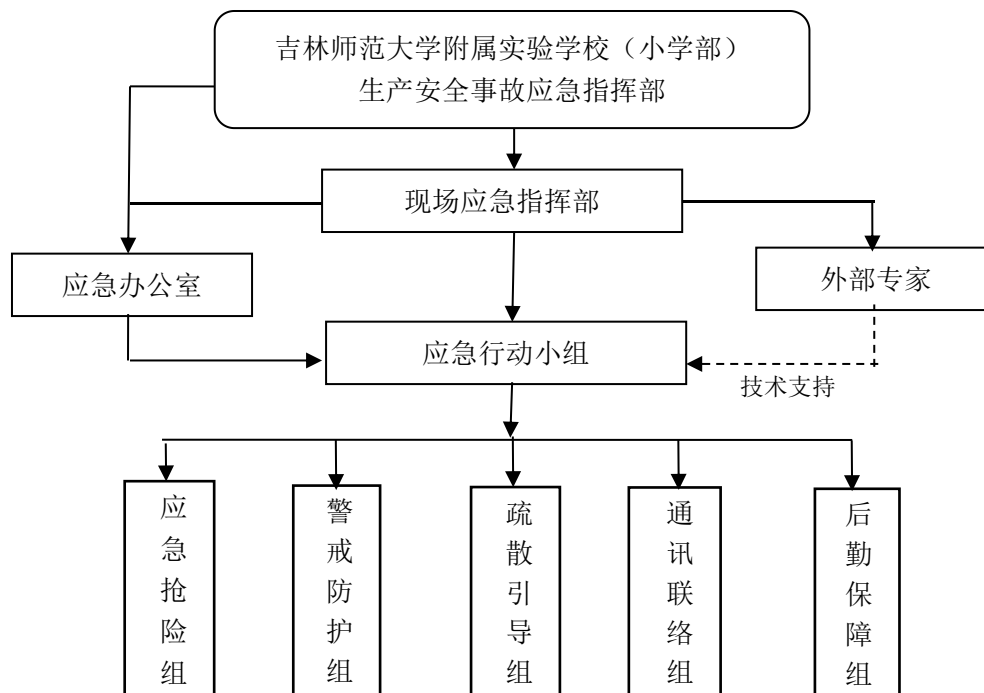 吉林师范大学附属实验学校（小学部）
生产安全事故应急指挥部
现场应急指挥部
应急办公室
外部专家
应急行动小组
技术支持
应急抢险组
警戒防护组
疏散引导组
通讯联络组
后勤保障组